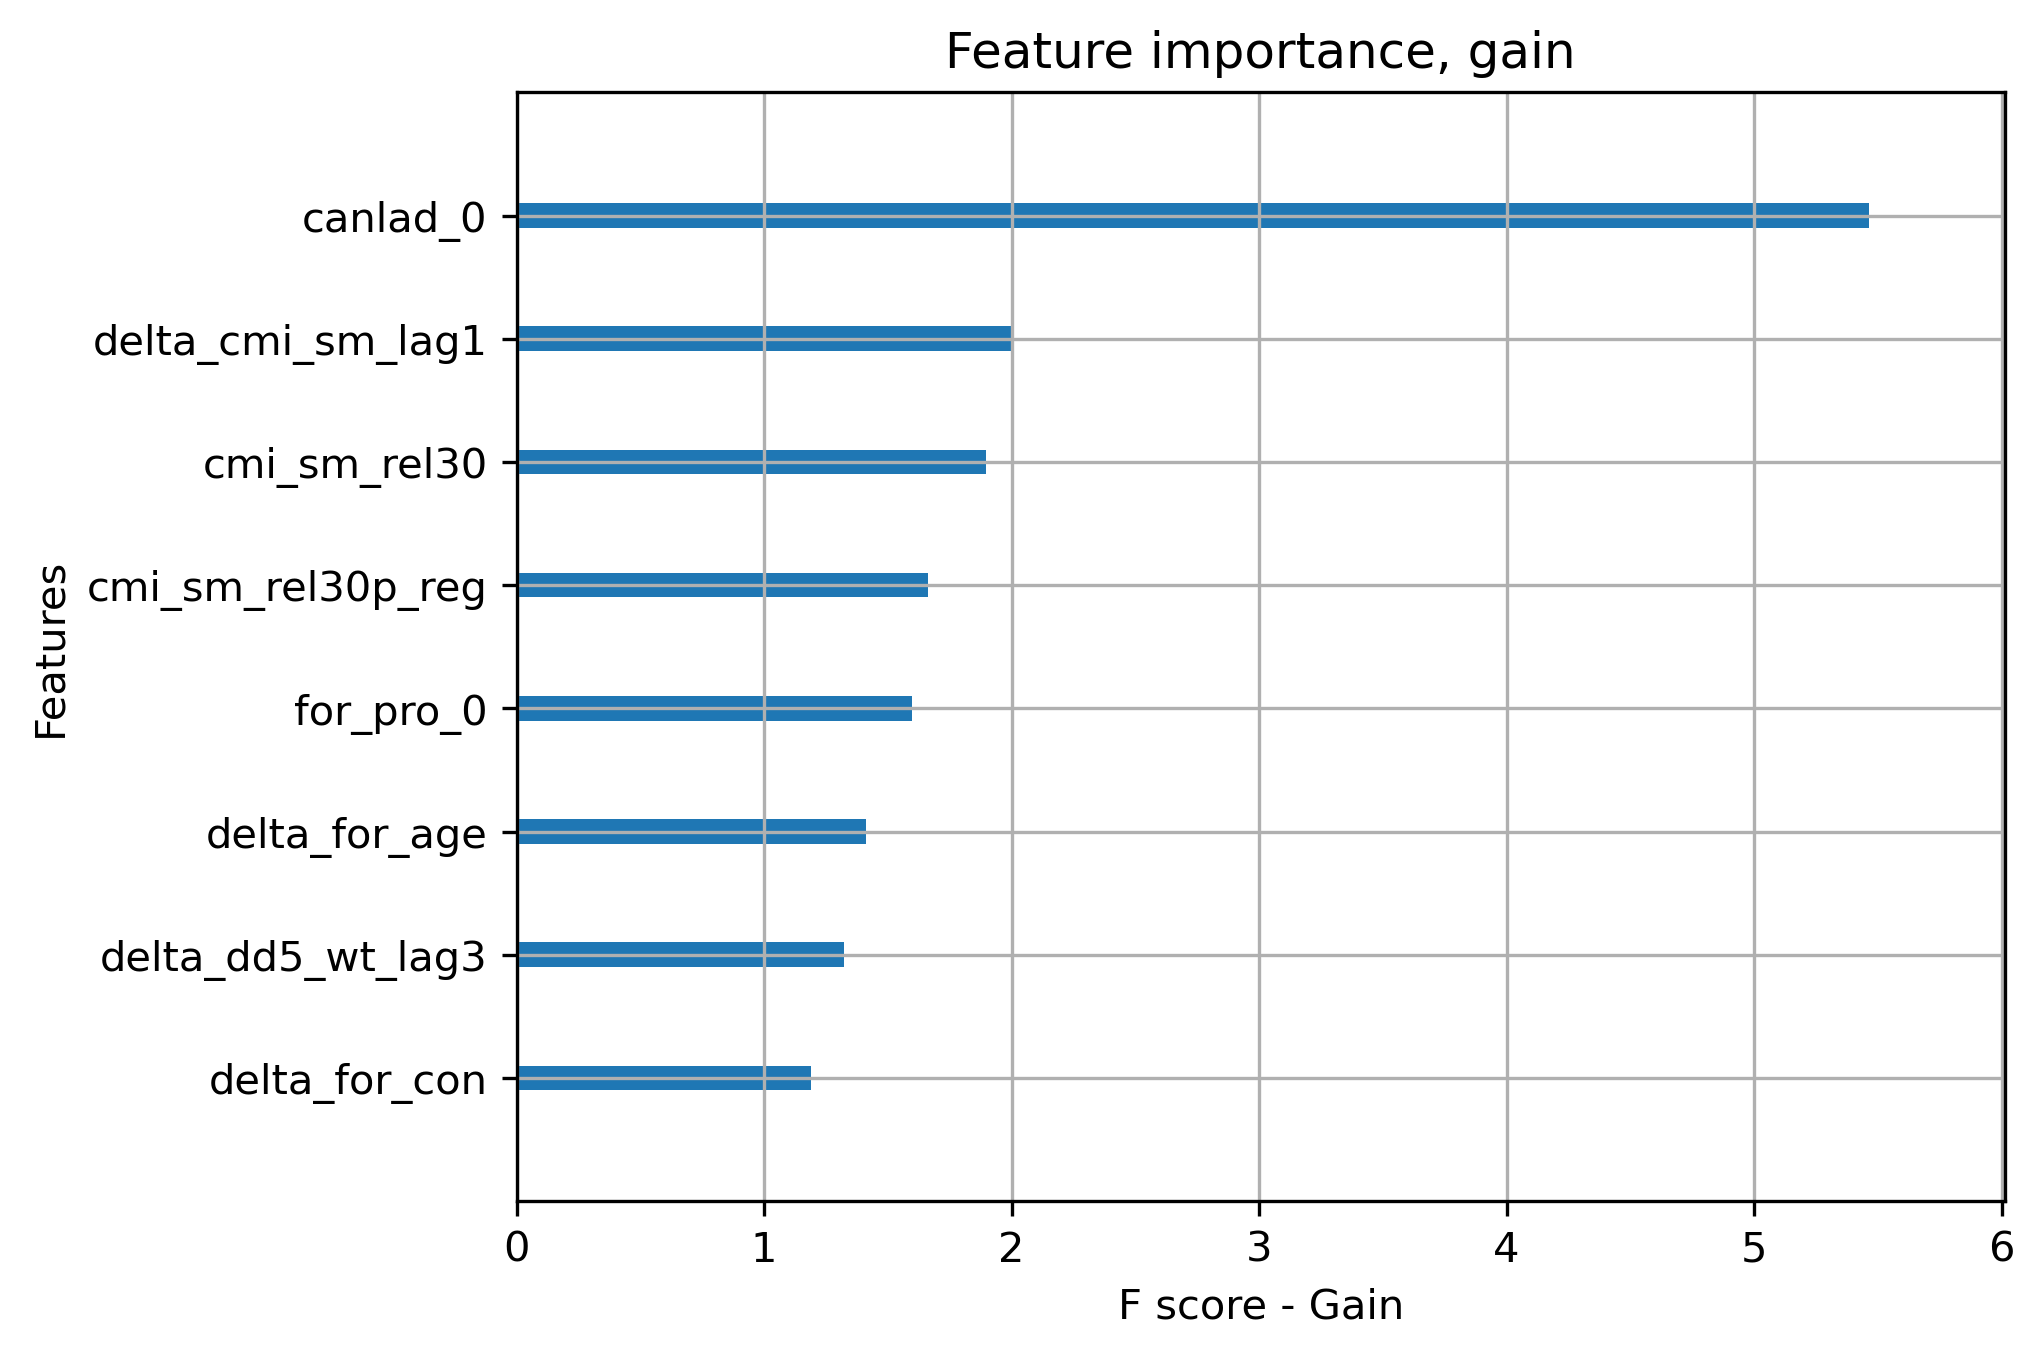 Feature importance, gain
canlad_0
delta_cmi_sm_lag1
cmi_sm_rel30
cmi_sm_rel30p_reg
for_pro_0
delta_for_age
delta_dd5_wt_lag3
delta_for_con
Features
0 1 2 3 4 5 6
F score - Gain